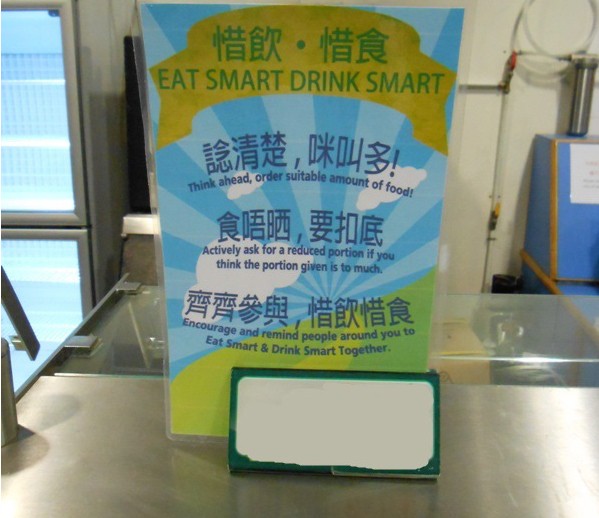 惜飲・惜食
EAT SMART DRINK SMART
諗清楚，咪叫多!
Think ahead, order suitable amount of food!
食唔晒，要扣底
Actively ask for a reduced portion if you
think the portion given is to much.
齊齊參與，惜飲惜食
Encourage and remind people around you to
Eat Smart & Drink Smart Together.